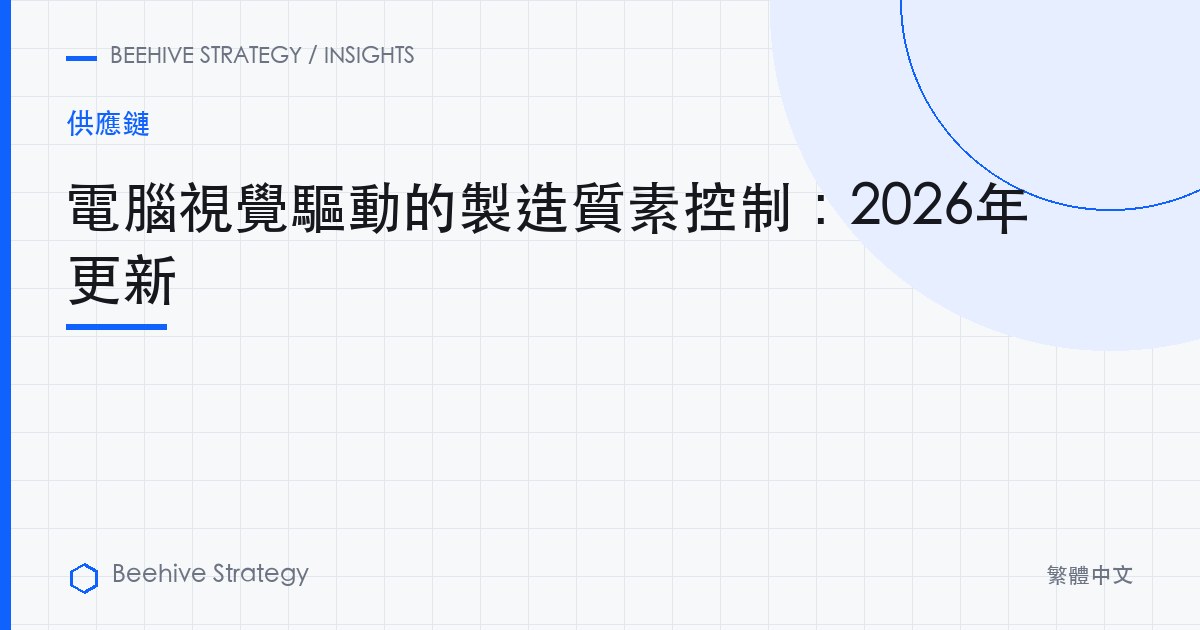 BEEHIVE STRATEGY / INSIGHTS
供應鏈
電腦視覺驅動的製造質素控制：2026年
更新
Beehive Strategy
繁體中文